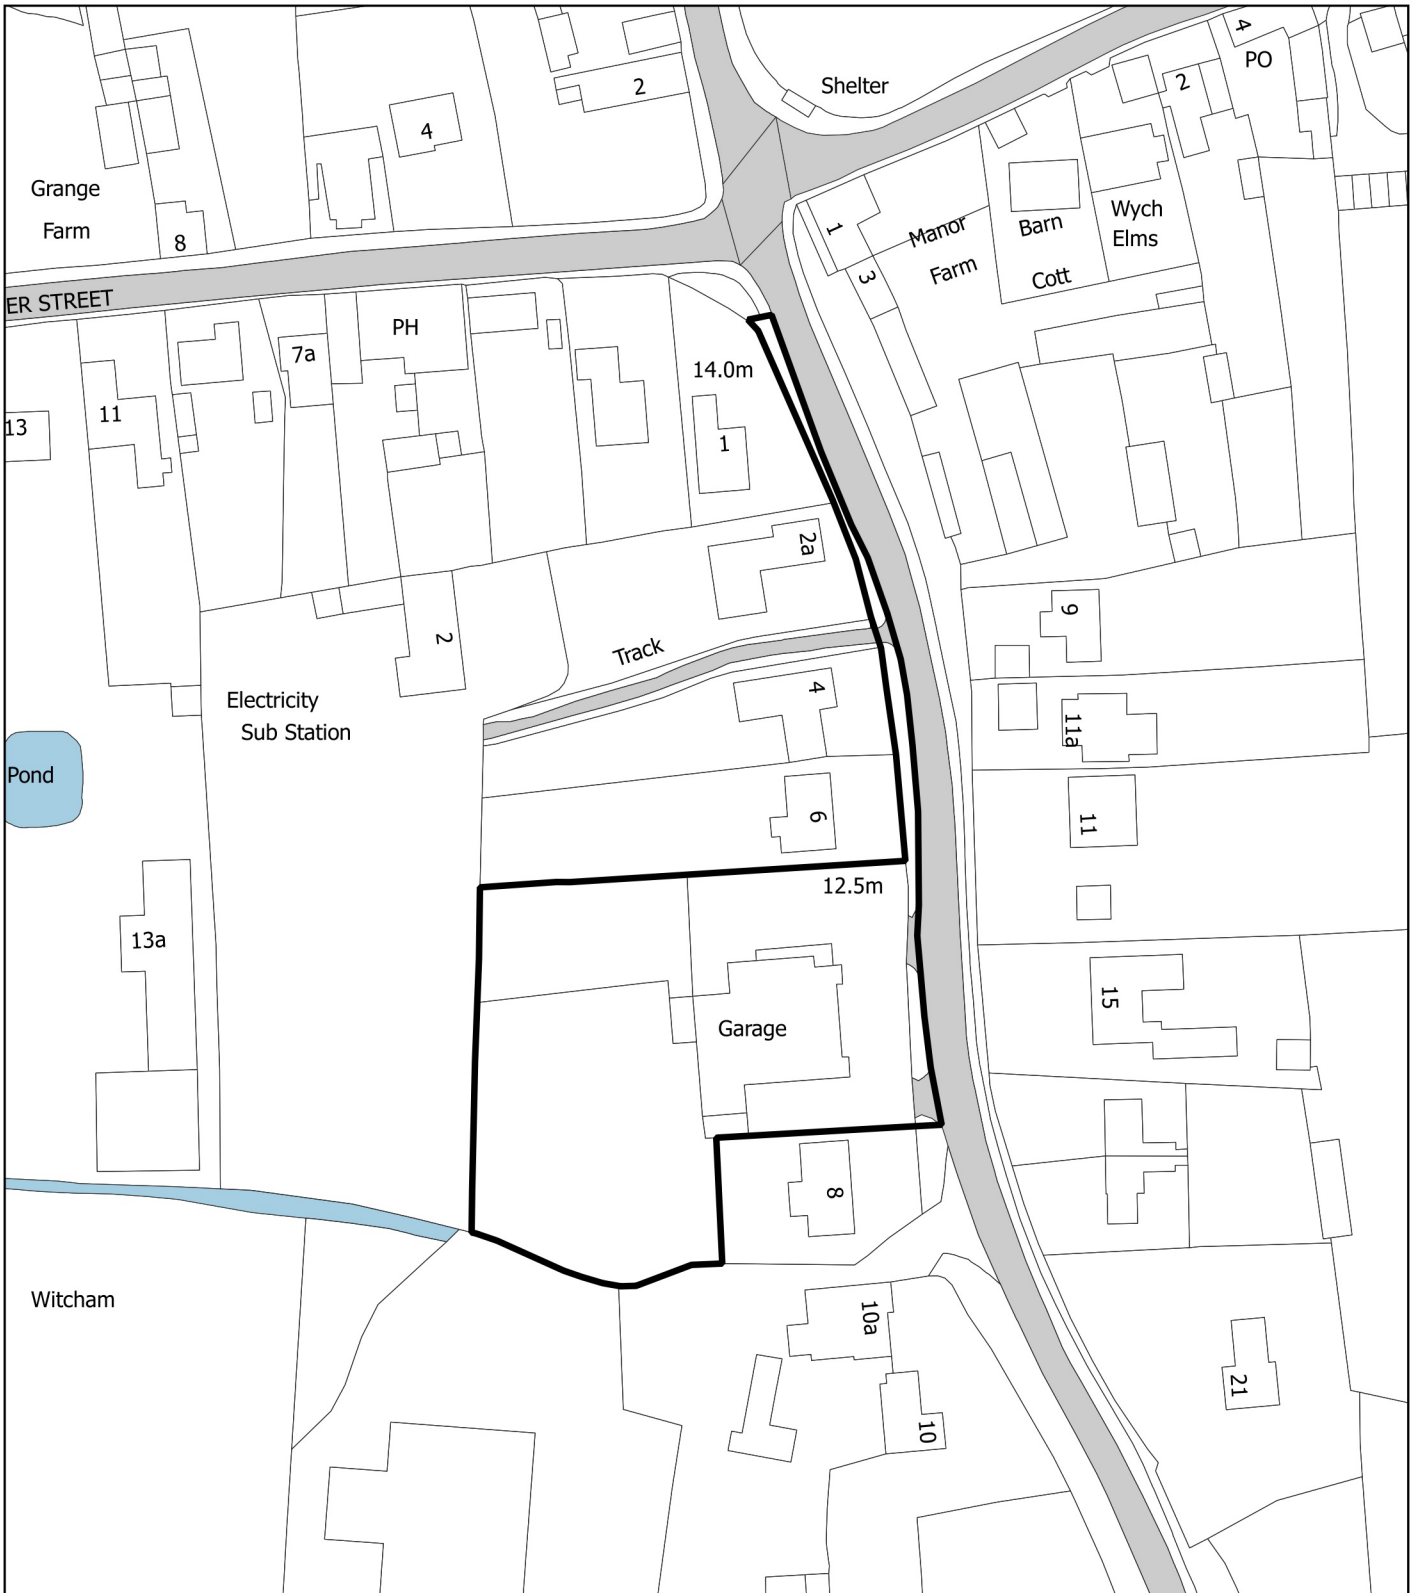 4
PO
Shelter
2
2
4
Grange
Farm
8
1
Manor
Farm
Barn
Cott
Wych
Elms
3
ER STREET
PH
7a
14.0m
11
13
1
2a
9
2
Track
Electricity
Sub Station
4
11a
Pond
6
11
12.5m
13a
15
Garage
8
Witcham
10a
21
10